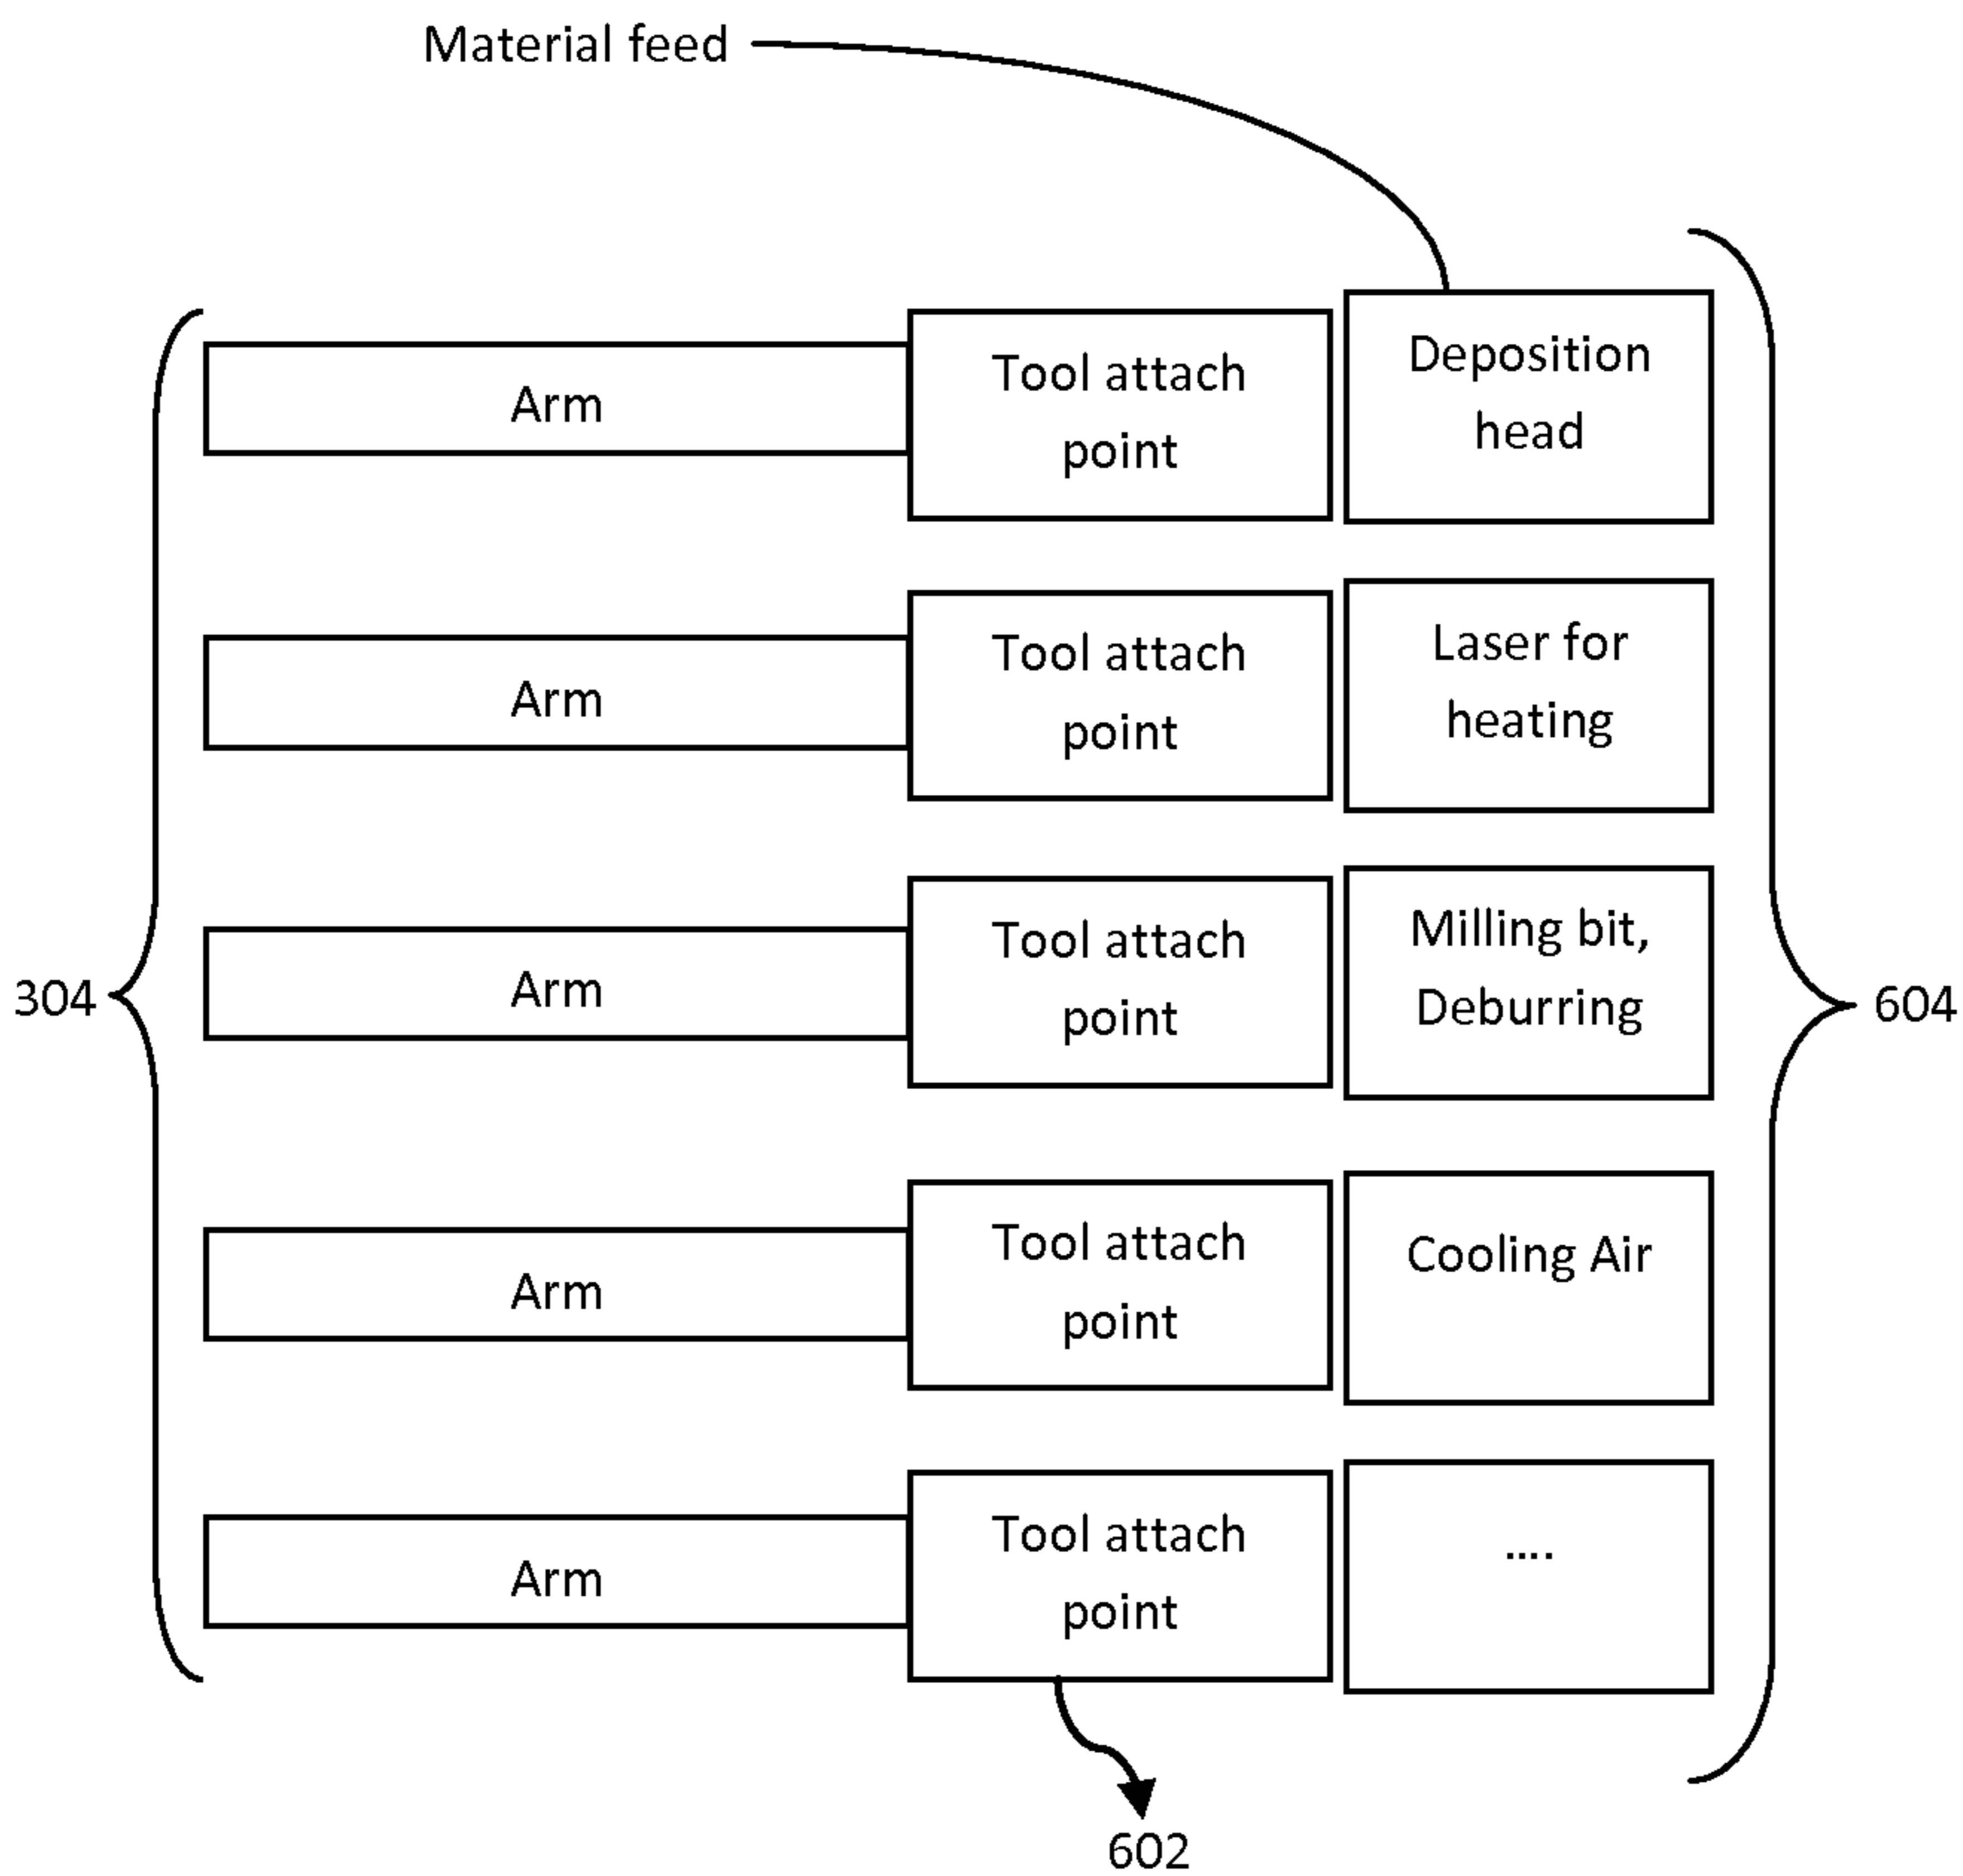 Material feed
Arm
Tool attach
point
Deposition
head
Arm
Tool attach
point
Laser for
heating
304
Arm
Tool attach
point
Milling bit,
Deburring
604
Arm
Tool attach
point
Cooling Air
Arm
Tool attach
point
....
602